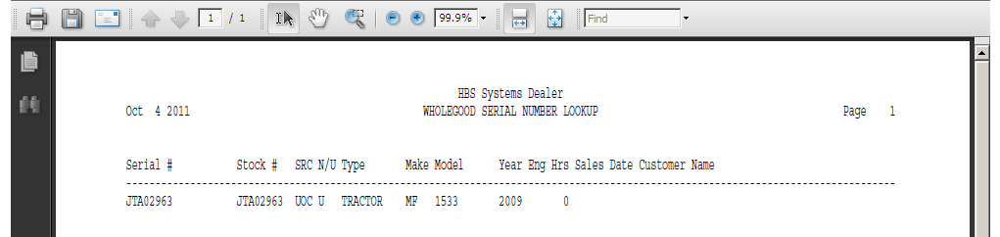 1 / 1 99.9% Find
HBS Systems Dealer
Oct 4 2011 WHOLEGOOD SERIAL NUMBER LOOKUP Page 1
Serial # Stock # SRC N/U Type Make Model Year Eng Hrs Sales Date Customer Name
JTA02963 JTA02963 UOC U TRACTOR MF 1533 2009 0